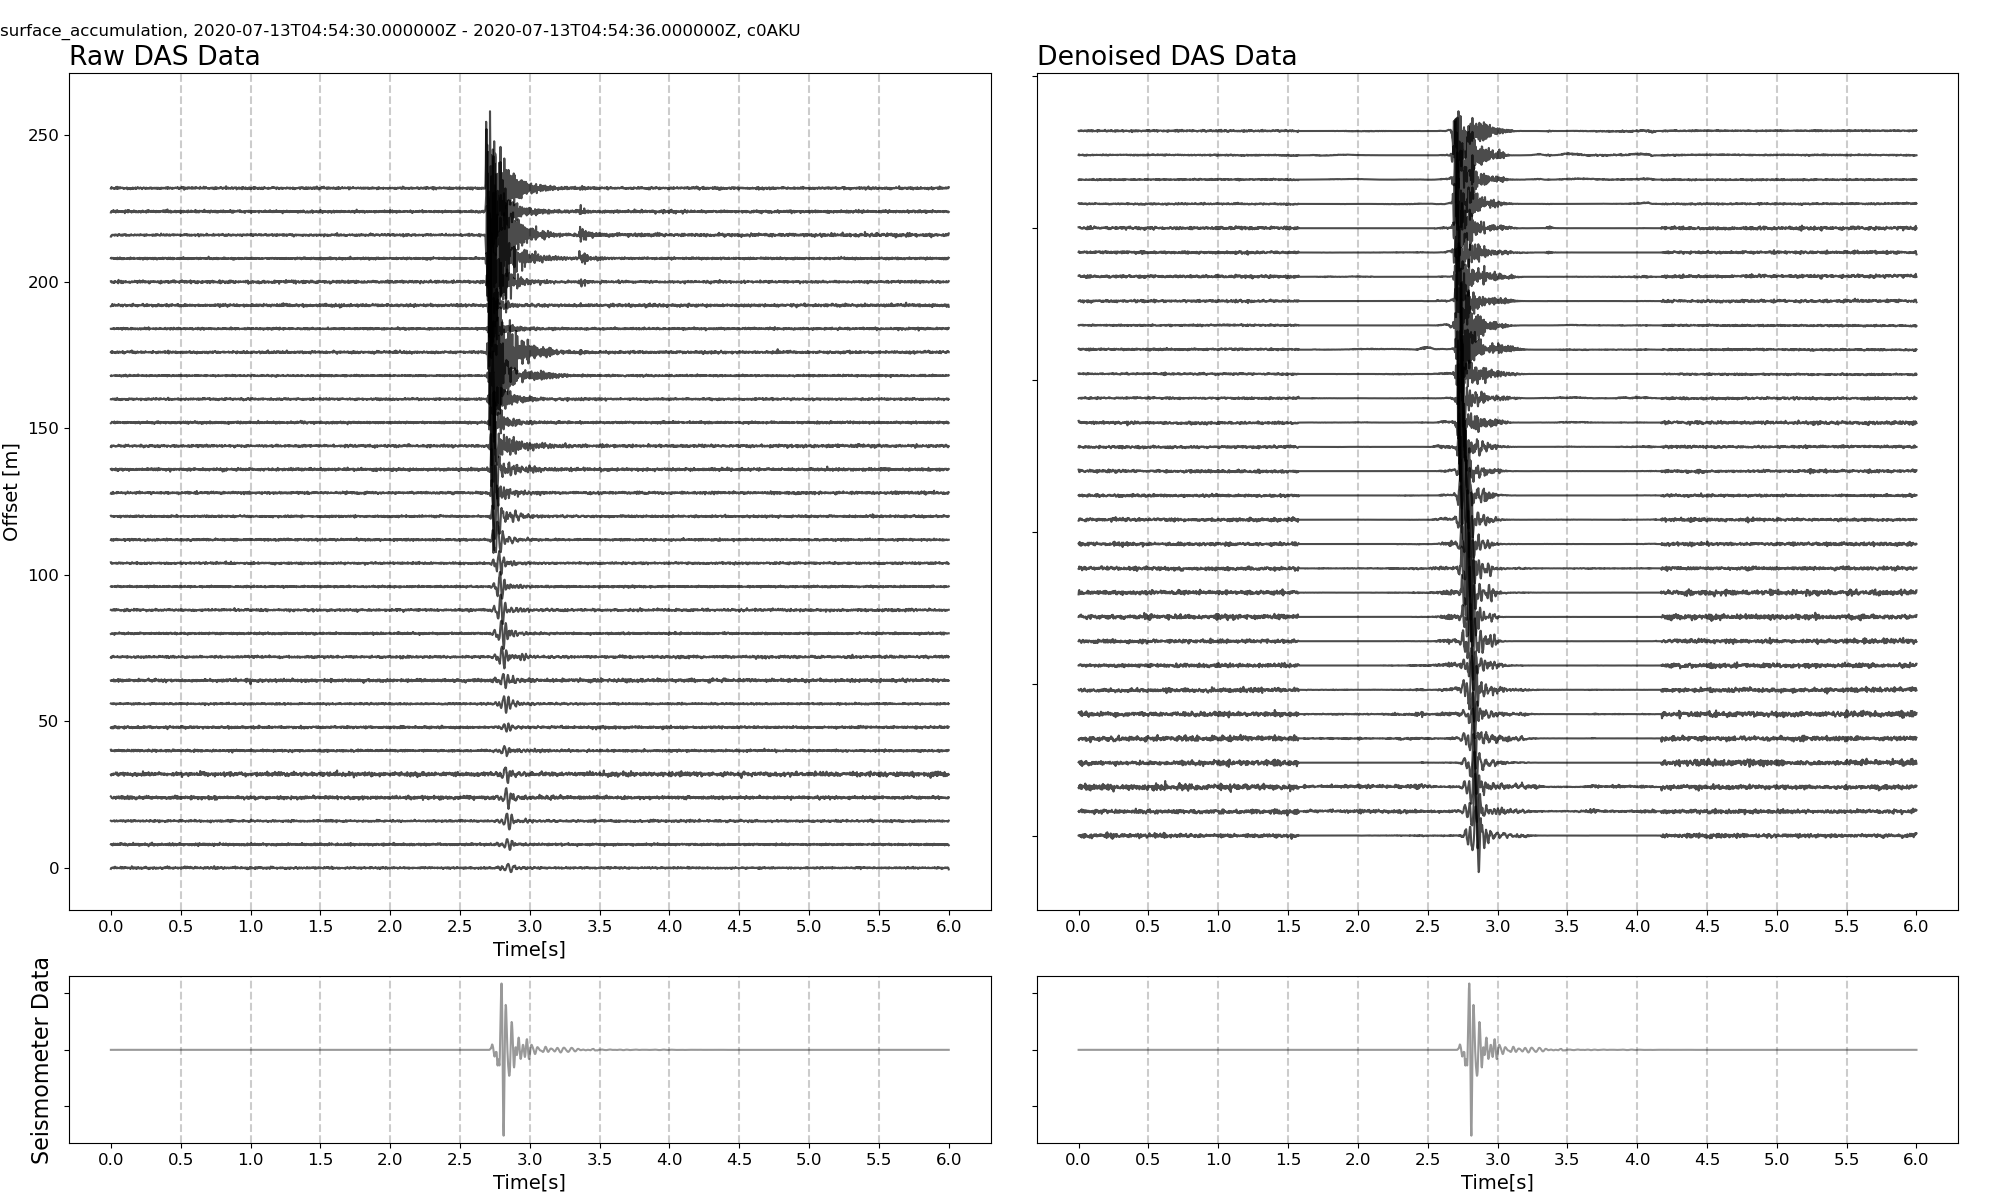 surface_accumulation, 2020-07-13T04:54:30.000000Z - 2020-07-13T04:54:36.000000Z, c0AKU
Raw DAS Data
Denoised DAS Data
Offset [m]
250
200
150
100
50
0
0.0 0.5 1.0 1.5 2.0 2.5 3.0 3.5 4.0 4.5 5.0 5.5 6.0
Time[s]
0.0 0.5 1.0 1.5 2.0 2.5 3.0 3.5 4.0 4.5 5.0 5.5 6.0
Seismometer Data
0.0 0.5 1.0 1.5 2.0 2.5 3.0 3.5 4.0 4.5 5.0 5.5 6.0
Time[s]
0.0 0.5 1.0 1.5 2.0 2.5 3.0 3.5 4.0 4.5 5.0 5.5 6.0
Time[s]